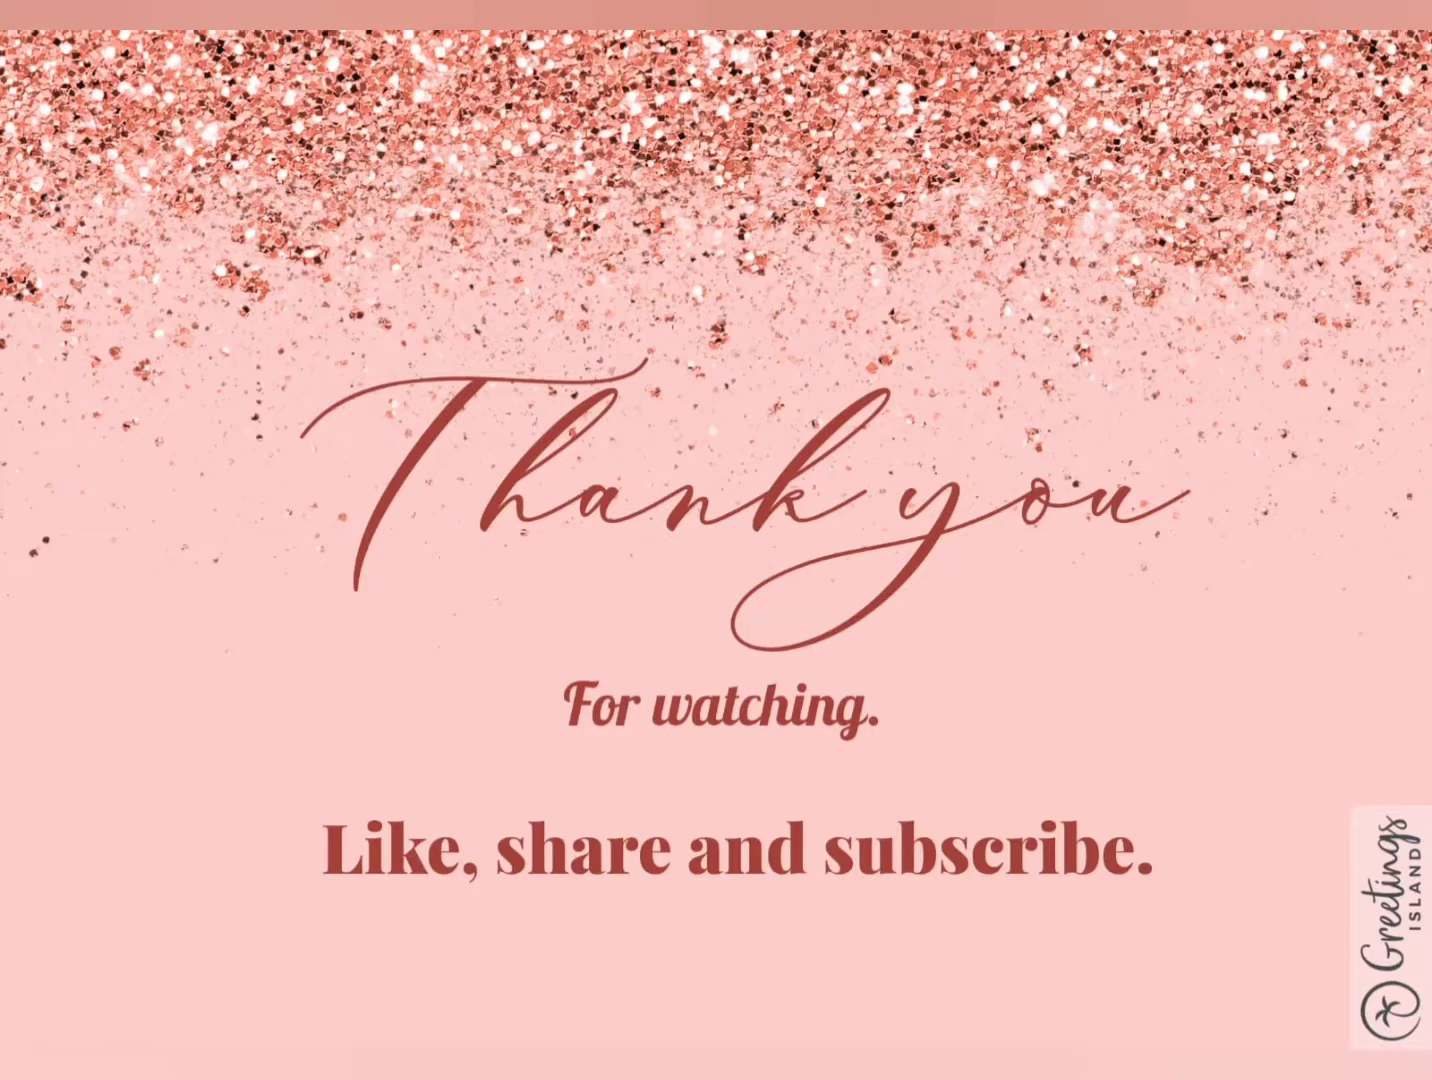 Thank you
For watching.
Like, share and subscribe.
Greetings
ISLAND